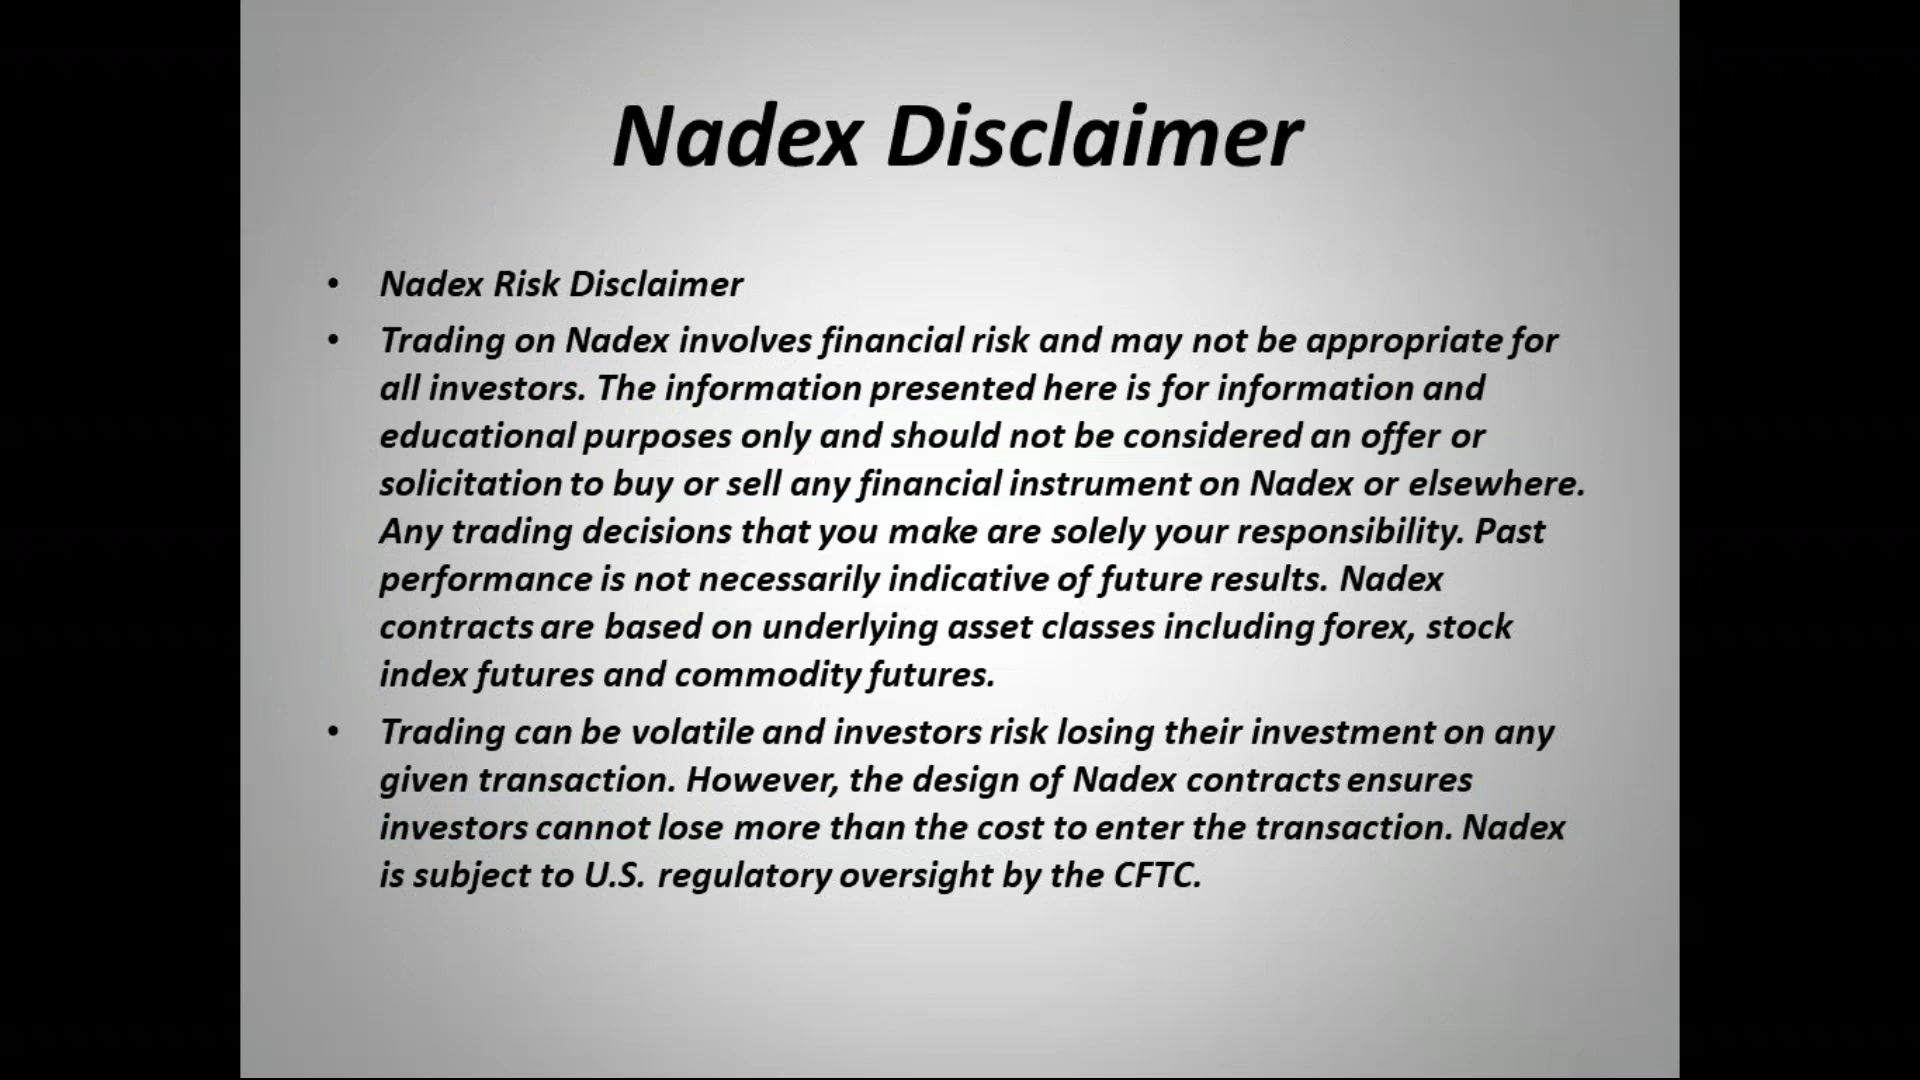 Nadex Disclaimer
• Nadex Risk Disclaimer
• Trading on Nadex involves financial risk and may not be appropriate for
all investors. The information presented here is for information and
educational purposes only and should not be considered an offer or
solicitation to buy or sell any financial instrument on Nadex or elsewhere.
Any trading decisions that you make are solely your responsibility. Past
performance is not necessarily indicative of future results. Nadex
contracts are based on underlying asset classes including forex, stock
index futures and commodity futures.
• Trading can be volatile and investors risk losing their investment on any
given transaction. However, the design of Nadex contracts ensures
investors cannot lose more than the cost to enter the transaction. Nadex
is subject to U.S. regulatory oversight by the CFTC.